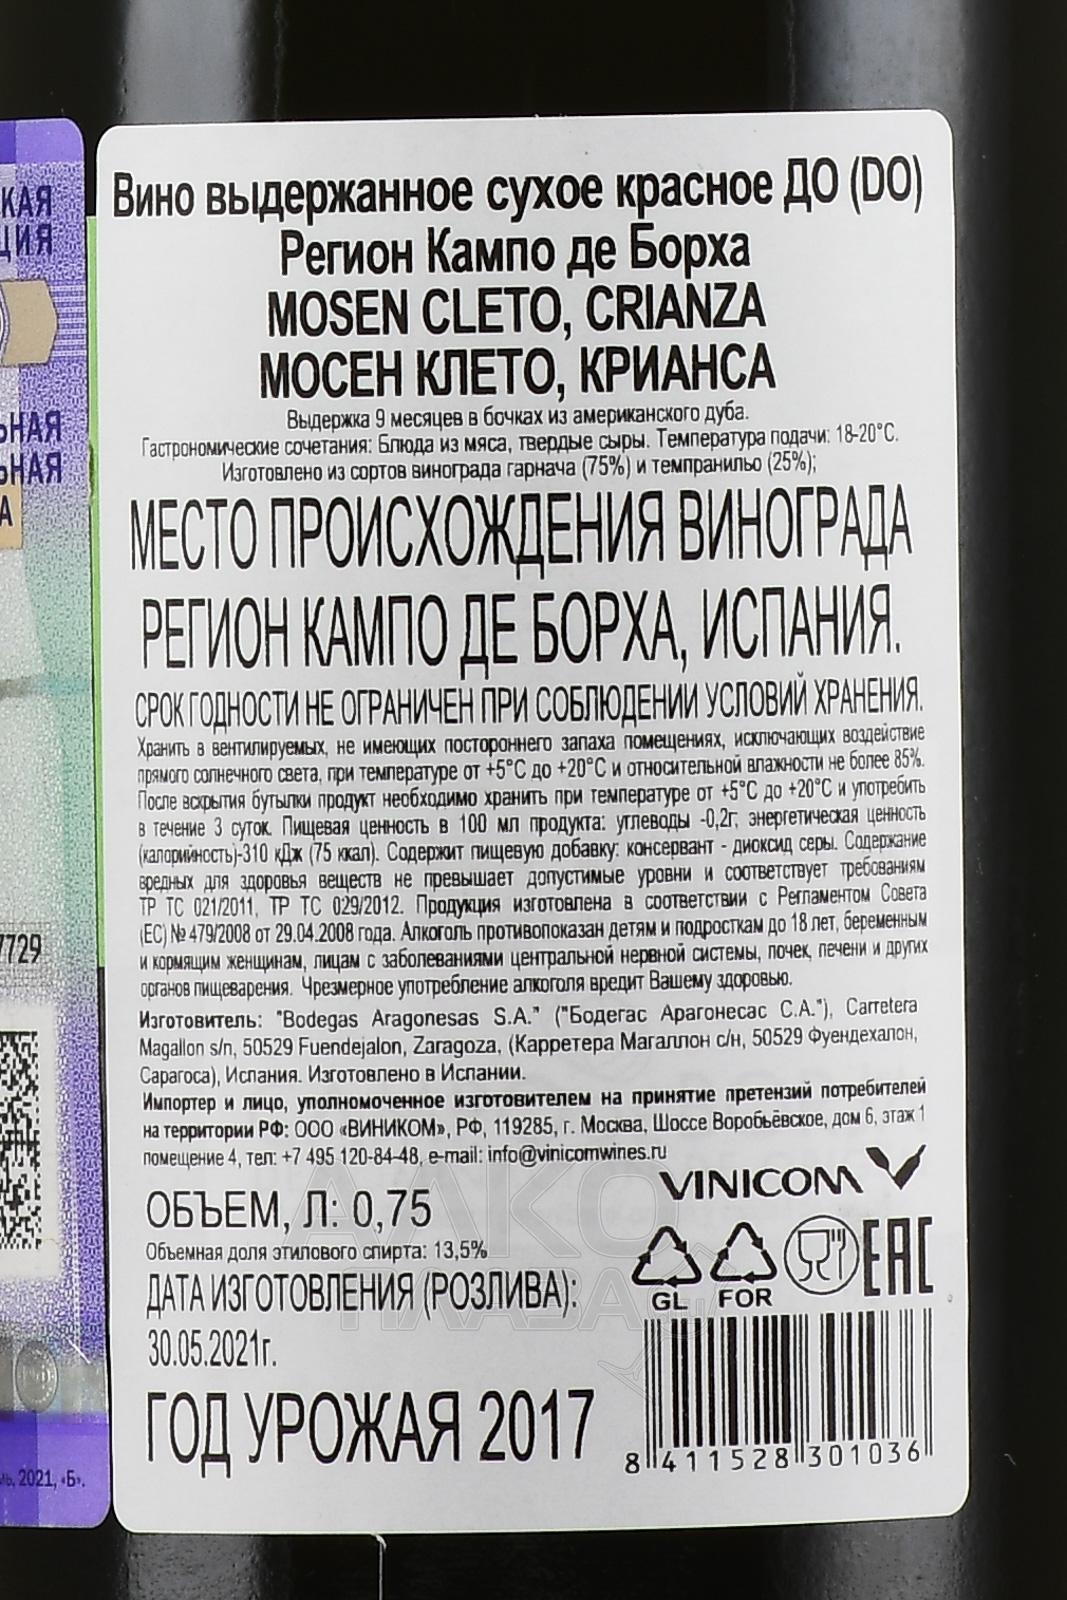 КАЯ
ЦИЯ
ЬНАЯ
ЬНАЯ
А
7729
2021, «Б».
Вино выдержанное сухое красное ДО (DO)
Регион Кампо де Борха
MOSEN CLETO, CRIANZA
МОСЕН КЛЕТО, КРИАНСА
Выдержка 9 месяцев в бочках из американского дуба.
Гастрономические сочетания: Блюда из мяса, твердые сыры. Температура подачи: 18-20°С.
Изготовлено из сортов винограда гарнача (75%) и темпранильо (25%);
МЕСТО ПРОИСХОЖДЕНИЯ ВИНОГРАДА
РЕГИОН КАМПО ДЕ БОРХА, ИСПАНИЯ.
СРОК ГОДНОСТИ НЕ ОГРАНИЧЕН ПРИ СОБЛЮДЕНИИ УСЛОВИЙ ХРАНЕНИЯ.
Хранить в вентилируемых, не имеющих постороннего запаха помещениях, исключающих воздействие
прямого солнечного света, при температуре от +5°С до +20°С и относительной влажности не более 85%.
После вскрытия бутылки продукт необходимо хранить при температуре от +5°С до +20°С и употребить
в течение 3 суток. Пищевая ценность в 100 мл продукта: углеводы -0,2г, энергетическая ценность
(калорийность)-310 кДж (75 ккал). Содержит пищевую добавку: консервант - диоксид серы. Содержание
вредных для здоровья веществ не превышает допустимые уровни и соответствует требованиям
ТР ТС 021/2011, ТР ТС 029/2012. Продукция изготовлена в соответствии с Регламентом Совета
(ЕС) № 479/2008 от 29.04.2008 года. Алкоголь противопоказан детям и подросткам до 18 лет, беременным
и кормящим женщинам, лицам с заболеваниями центральной нервной системы, почек, печени и других
органов пищеварения. Чрезмерное употребление алкоголя вредит Вашему здоровью.
Изготовитель: "Bodegas Aragonesas S.A." ("Бодегас Арагонесас С.А."), Carretera
Magallon s/n, 50529 Fuendejalon, Zaragoza, (Карретера Магаллон с/н, 50529 Фуендехалон,
Сарагоса), Испания. Изготовлено в Испании.
Импортер и лицо, уполномоченное изготовителем на принятие претензий потребителей
на территории РФ: ООО «ВИНИКОМ», РФ, 119285, г. Москва, Шоссе Воробьёвское, дом 6, этаж 1
помещение 4, тел: +7 495 120-84-48, e-mail: info@vinicomwines.ru
VINICOM
ОБЪЕМ, Л: 0,75
Объемная доля этилового спирта: 13,5%
ДАТА ИЗГОТОВЛЕНИЯ (РОЗЛИВА):
30.05.2021г.
ГОД УРОЖАЯ 2017
GL FOR EAC
8 411528 301036
АЛКО
ПЛАЗА